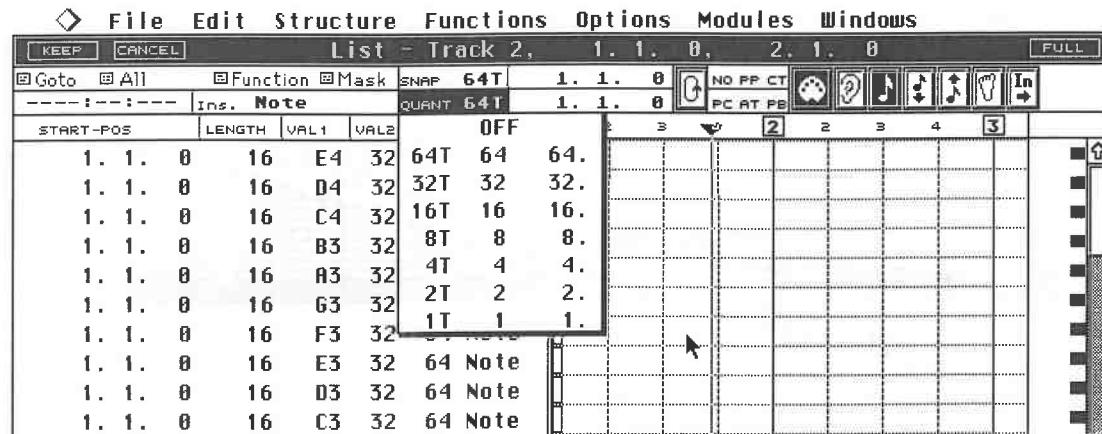 File Edit Structure Functions Options Modules Windows
KEEP CANCEL List - Track 2, 1. 1. 0, 2. 1. 0 FULL
Goto All Function Mask SNAP 64T 1. 1. 0 NO PP CT In
----:--:--- Ins. Note QUANT 64T 1. 1. 0 PC AT PB
START-POS LENGTH VAL1 VAL2 OFF 2 3 4 2 2 3 4 3
1. 1. 0 16 E4 32 64T 64 64.
1. 1. 0 16 D4 32 32T 32 32.
1. 1. 0 16 C4 32 16T 16 16.
1. 1. 0 16 B3 32 8T 8 8.
1. 1. 0 16 A3 32 4T 4 4.
1. 1. 0 16 G3 32 2T 2 2.
1. 1. 0 16 F3 32 1T 1 1.
1. 1. 0 16 E3 32 64 Note
1. 1. 0 16 D3 32 64 Note
1. 1. 0 16 C3 32 64 Note